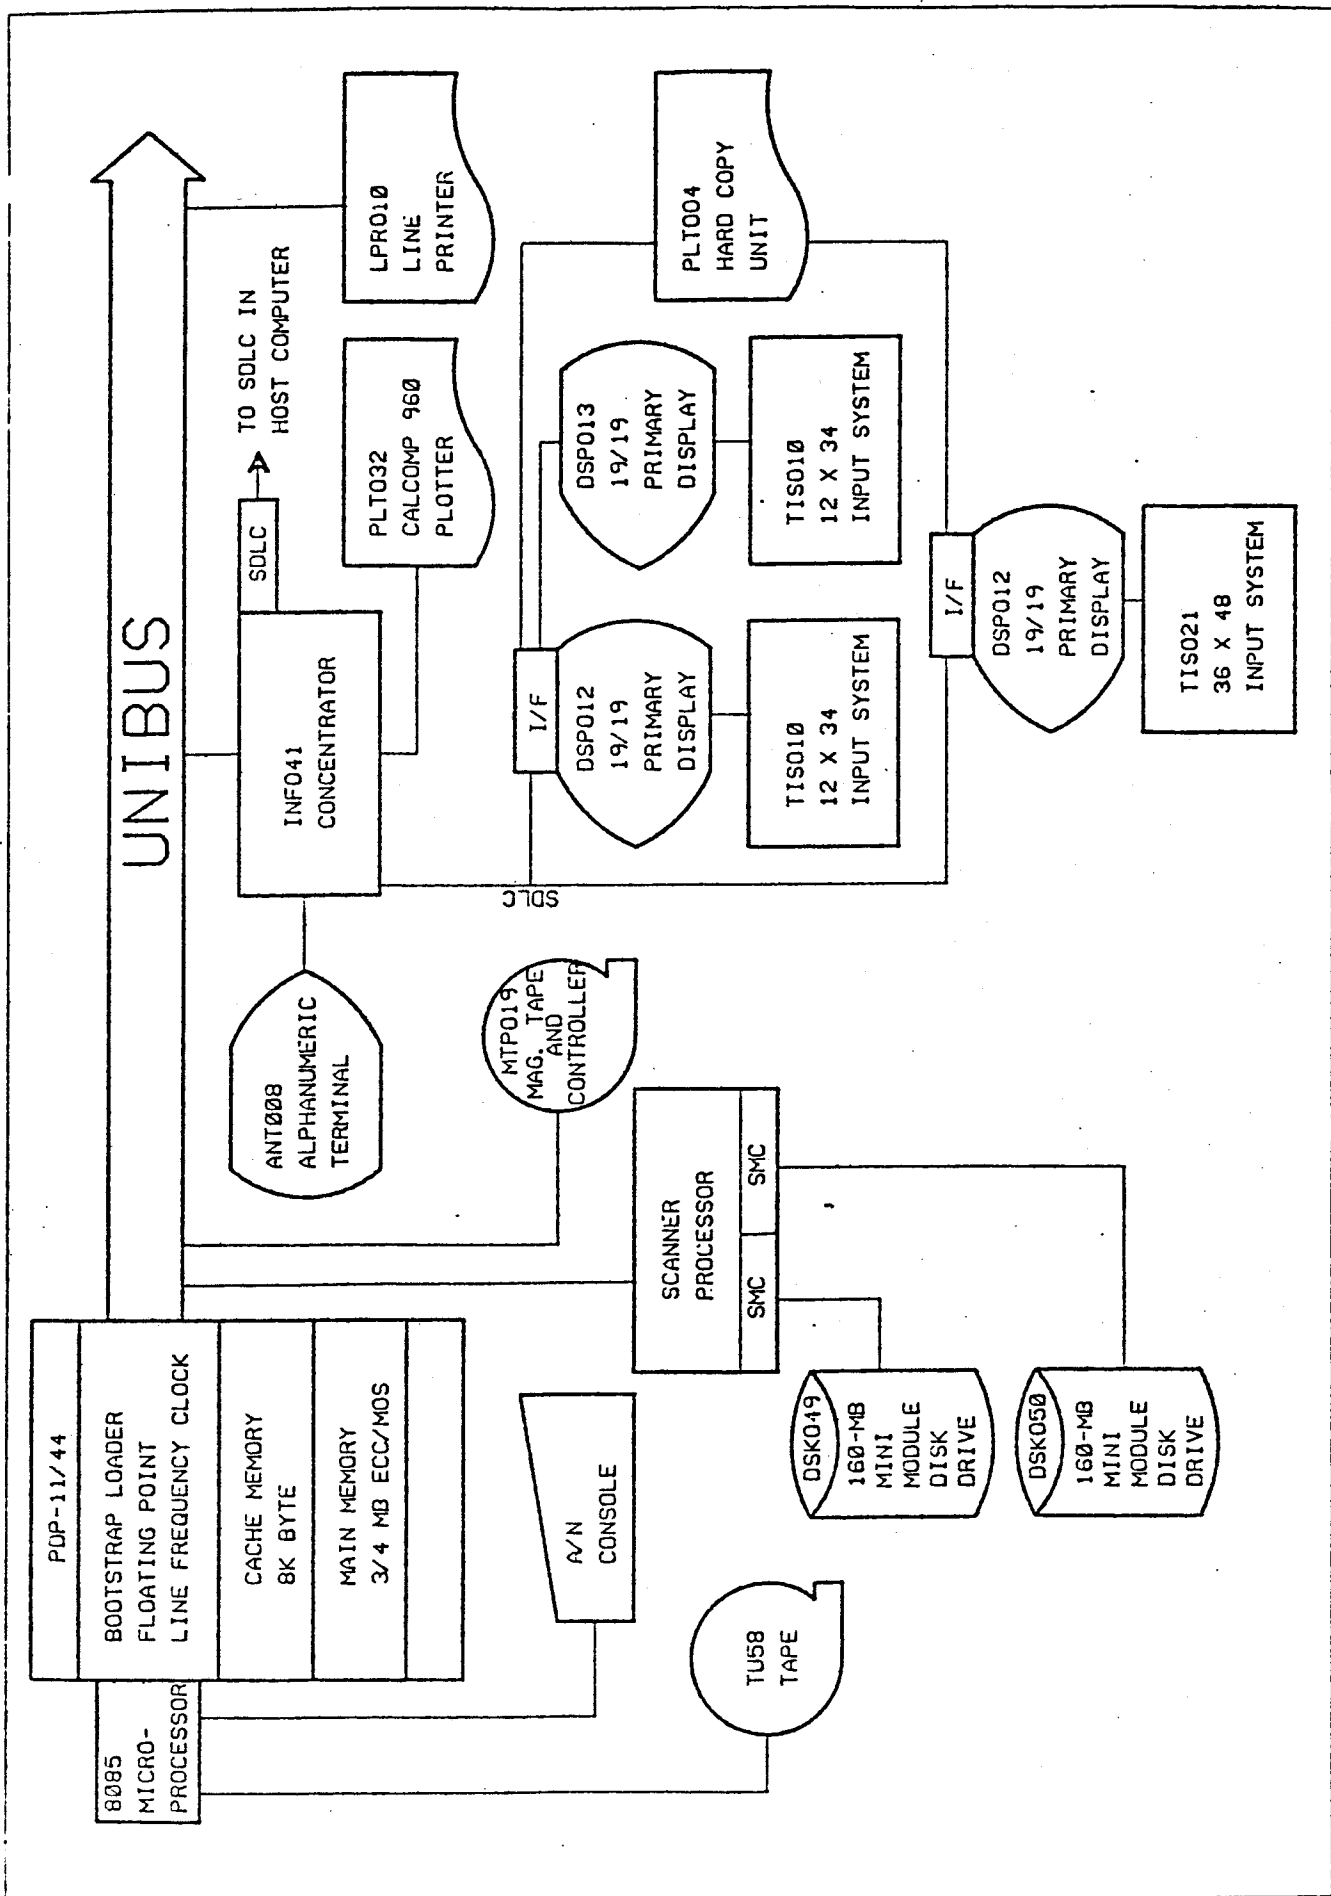 PDP-11/44
8085
MICRO-
PROCESSOR
BOOTSTRAP LOADER
FLOATING POINT
LINE FREQUENCY CLOCK
CACHE MEMORY
8K BYTE
MAIN MEMORY
3/4 MB ECC/MOS
UNIBUS
ANT008
ALPHANUMERIC
TERMINAL
INF041
CONCENTRATOR
SDLC
TO SDLC IN
HOST COMPUTER
PLT032
CALCOMP 960
PLOTTER
LPR010
LINE
PRINTER
A/N
CONSOLE
TU58
TAPE
MTP019
MAG. TAPE
AND
CONTROLLER
SCANNER
PROCESSOR
SMC
SMC
DSK049
160-MB
MINI
MODULE
DISK
DRIVE
DSK050
160-MB
MINI
MODULE
DISK
DRIVE
SDLC
I/F
DSP012
19/19
PRIMARY
DISPLAY
TIS010
12 X 34
INPUT SYSTEM
DSP013
19/19
PRIMARY
DISPLAY
TIS010
12 X 34
INPUT SYSTEM
PLT004
HARD COPY
UNIT
I/F
DSP012
19/19
PRIMARY
DISPLAY
TIS021
36 X 48
INPUT SYSTEM